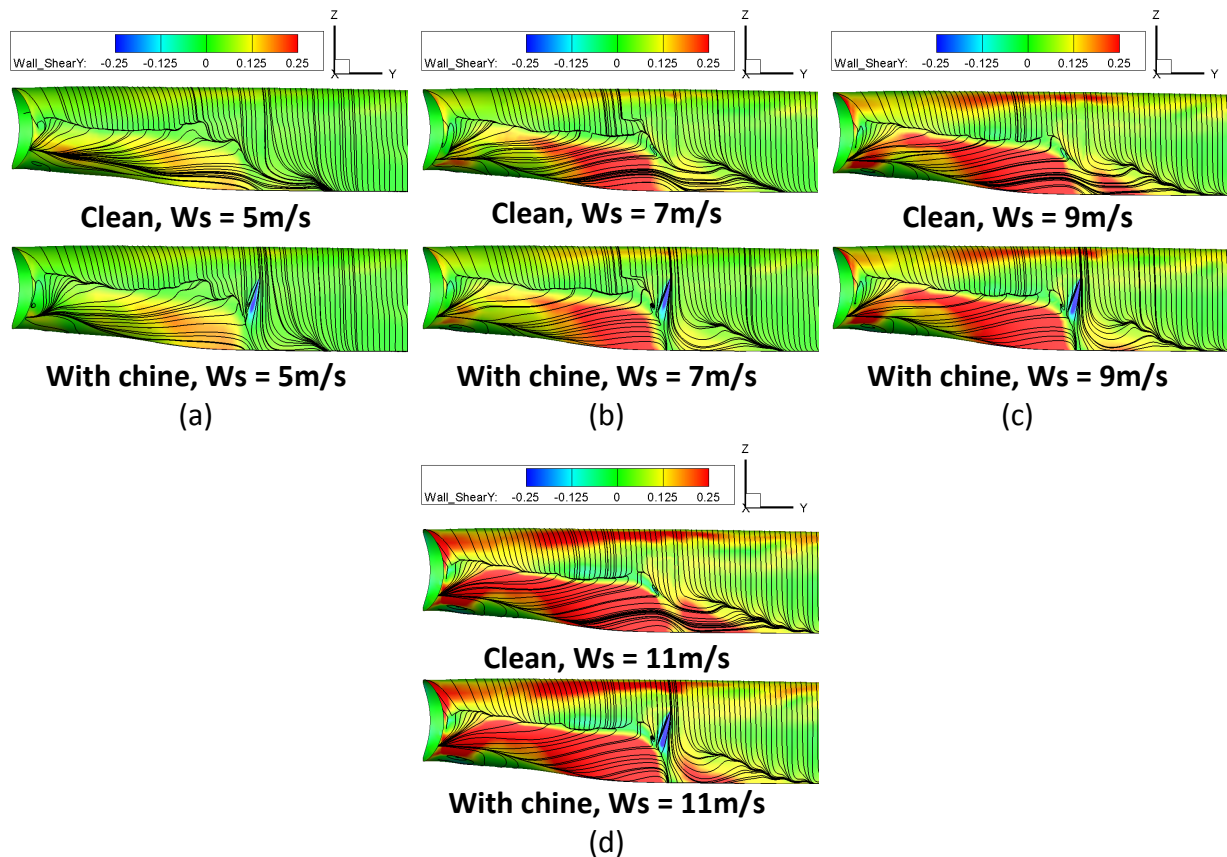 Z
Wall_ShearY: -0.25 -0.125 0 0.125 0.25
X Y
Z
Wall_ShearY: -0.25 -0.125 0 0.125 0.25
X Y
Z
Wall_ShearY: -0.25 -0.125 0 0.125 0.25
X Y
Clean, Ws = 5m/s
Clean, Ws = 7m/s
Clean, Ws = 9m/s
With chine, Ws = 5m/s
With chine, Ws = 7m/s
With chine, Ws = 9m/s
(a)
(b)
(c)
Z
Wall_ShearY: -0.25 -0.125 0 0.125 0.25
X Y
Clean, Ws = 11m/s
With chine, Ws = 11m/s
(d)